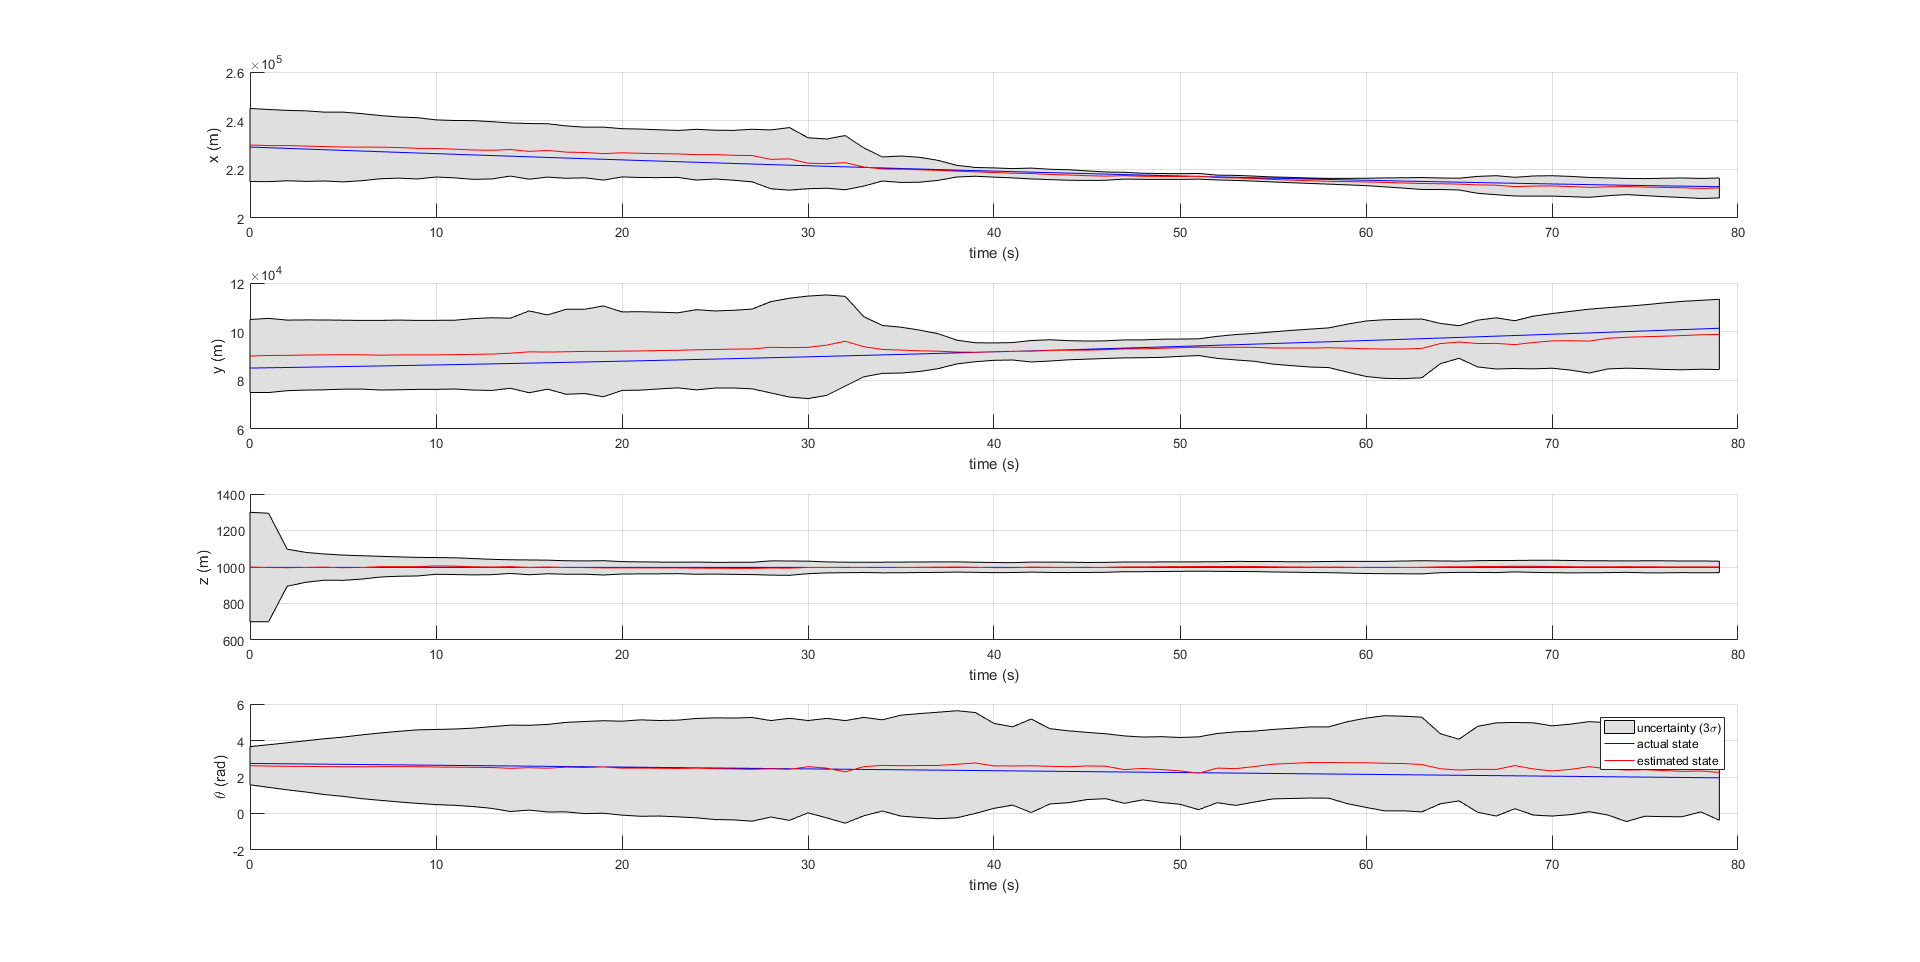 ×10^5
2.6
2.4
2.2
2
x (m)
0 10 20 30 40 50 60 70 80
time (s)
×10^4
12
10
8
6
y (m)
0 10 20 30 40 50 60 70 80
time (s)
1400
1200
1000
800
600
z (m)
0 10 20 30 40 50 60 70 80
time (s)
6
4
2
0
-2
θ (rad)
uncertainty (3σ)
actual state
estimated state
0 10 20 30 40 50 60 70 80
time (s)